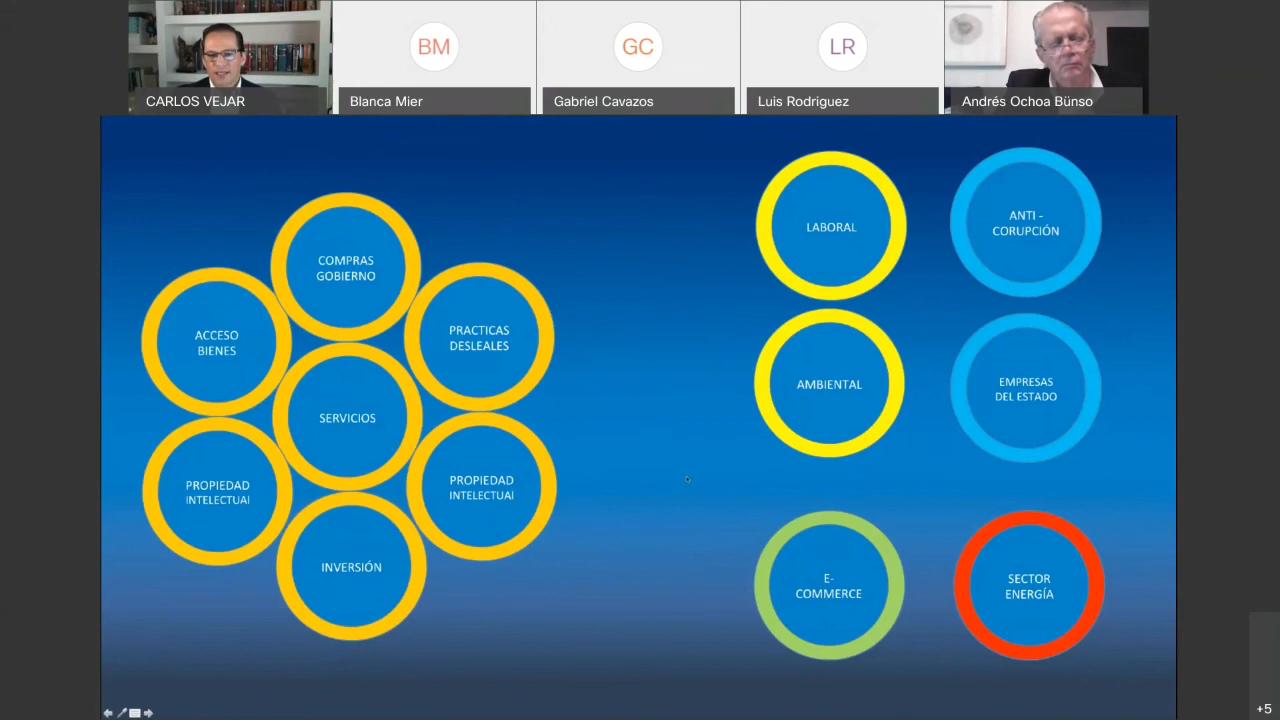 BM
GC
LR
CARLOS VEJAR
Blanca Mier
Gabriel Cavazos
Luis Rodriguez
Andrés Ochoa Bünso
COMPRAS
GOBIERNO
ACCESO
BIENES
PRACTICAS
DESLEALES
SERVICIOS
PROPIEDAD
INTELECTUAl
PROPIEDAD
INTELECTUAl
INVERSIÓN
LABORAL
ANTI -
CORUPCIÓN
AMBIENTAL
EMPRESAS
DEL ESTADO
E-
COMMERCE
SECTOR
ENERGÍA
+5